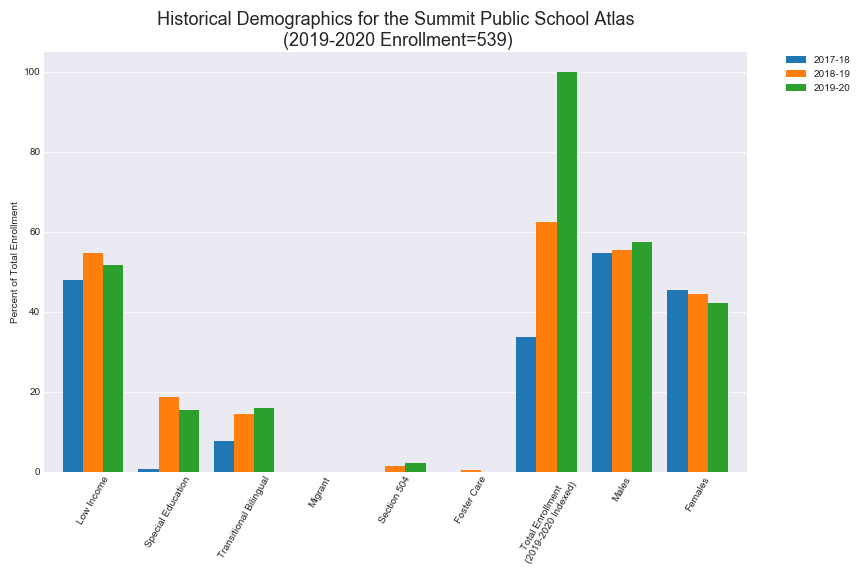 Historical Demographics for the Summit Public School Atlas
(2019-2020 Enrollment=539)
2017-18
2018-19
2019-20
Percent of Total Enrollment
100
80
60
40
20
0
Low Income
Special Education
Transitional Bilingual
Migrant
Section 504
Foster Care
Total Enrollment
(2019-2020 Indexed)
Males
Females